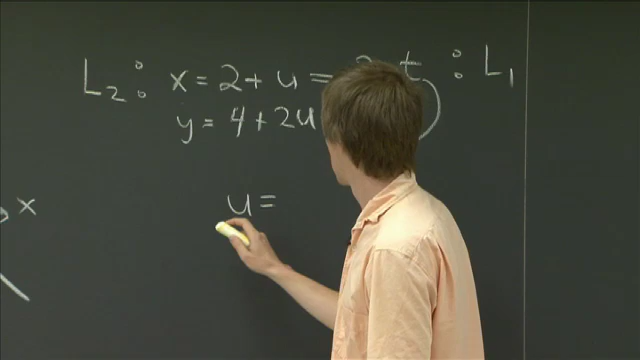 L₂: x = 2 + u = t : L₁
y = 4 + 2u
u =
x